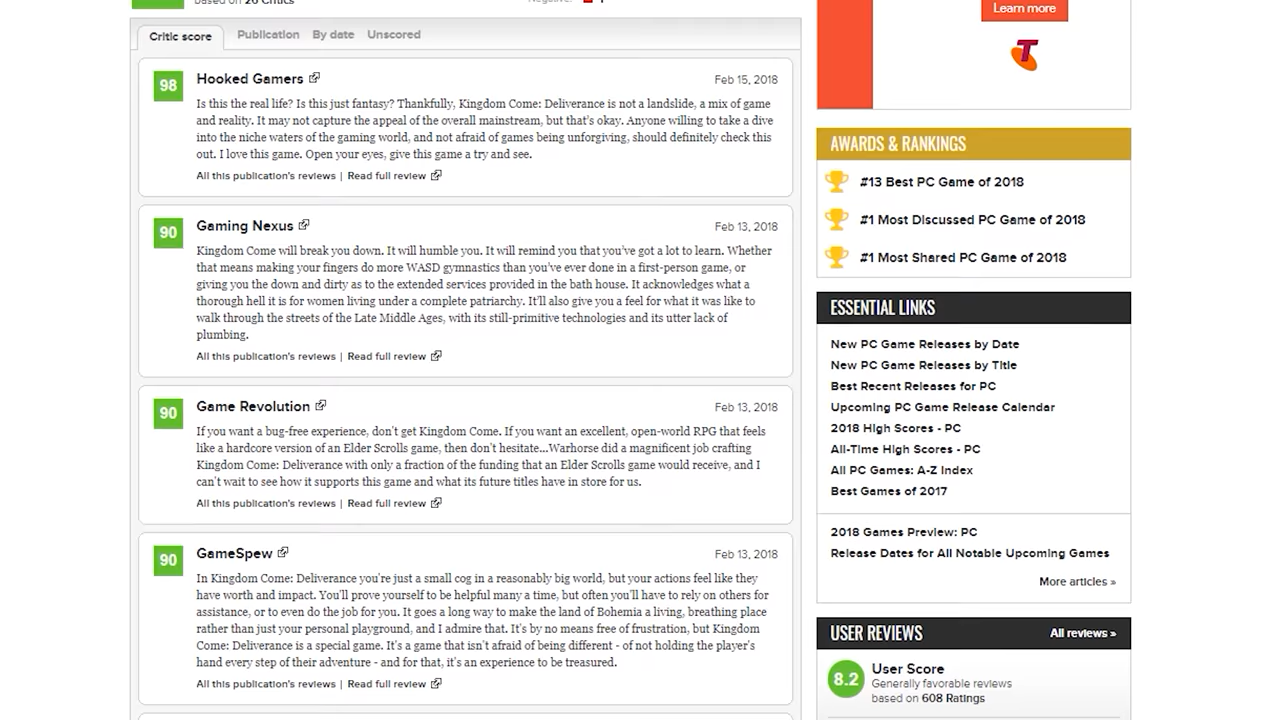 based on 26 Critics
Critic score
Publication
By date
Unscored
98
Hooked Gamers
Feb 15, 2018
Is this the real life? Is this just fantasy? Thankfully, Kingdom Come: Deliverance is not a landslide, a mix of game
and reality. It may not capture the appeal of the overall mainstream, but that's okay. Anyone willing to take a dive
into the niche waters of the gaming world, and not afraid of games being unforgiving, should definitely check this
out. I love this game. Open your eyes, give this game a try and see.
All this publication's reviews | Read full review
90
Gaming Nexus
Feb 13, 2018
Kingdom Come will break you down. It will humble you. It will remind you that you've got a lot to learn. Whether
that means making your fingers do more WASD gymnastics than you've ever done in a first-person game, or
giving you the down and dirty as to the extended services provided in the bath house. It acknowledges what a
thorough hell it is for women living under a complete patriarchy. It'll also give you a feel for what it was like to
walk through the streets of the Late Middle Ages, with its still-primitive technologies and its utter lack of
plumbing.
All this publication's reviews | Read full review
90
Game Revolution
Feb 13, 2018
If you want a bug-free experience, don't get Kingdom Come. If you want an excellent, open-world RPG that feels
like a hardcore version of an Elder Scrolls game, then don't hesitate...Warhorse did a magnificent job crafting
Kingdom Come: Deliverance with only a fraction of the funding that an Elder Scrolls game would receive, and I
can't wait to see how it supports this game and what its future titles have in store for us.
All this publication's reviews | Read full review
90
GameSpew
Feb 13, 2018
In Kingdom Come: Deliverance you're just a small cog in a reasonably big world, but your actions feel like they
have worth and impact. You'll prove yourself to be helpful many a time, but often you'll have to rely on others for
assistance, or to even do the job for you. It goes a long way to make the land of Bohemia a living, breathing place
rather than just your personal playground, and I admire that. It's by no means free of frustration, but Kingdom
Come: Deliverance is a special game. It's a game that isn't afraid of being different - of not holding the player's
hand every step of their adventure - and for that, it's an experience to be treasured.
All this publication's reviews | Read full review
Learn more
T
AWARDS & RANKINGS
#13 Best PC Game of 2018
#1 Most Discussed PC Game of 2018
#1 Most Shared PC Game of 2018
ESSENTIAL LINKS
New PC Game Releases by Date
New PC Game Releases by Title
Best Recent Releases for PC
Upcoming PC Game Release Calendar
2018 High Scores - PC
All-Time High Scores - PC
All PC Games: A-Z Index
Best Games of 2017
2018 Games Preview: PC
Release Dates for All Notable Upcoming Games
More articles »
USER REVIEWS
All reviews »
8.2
User Score
Generally favorable reviews
based on 608 Ratings